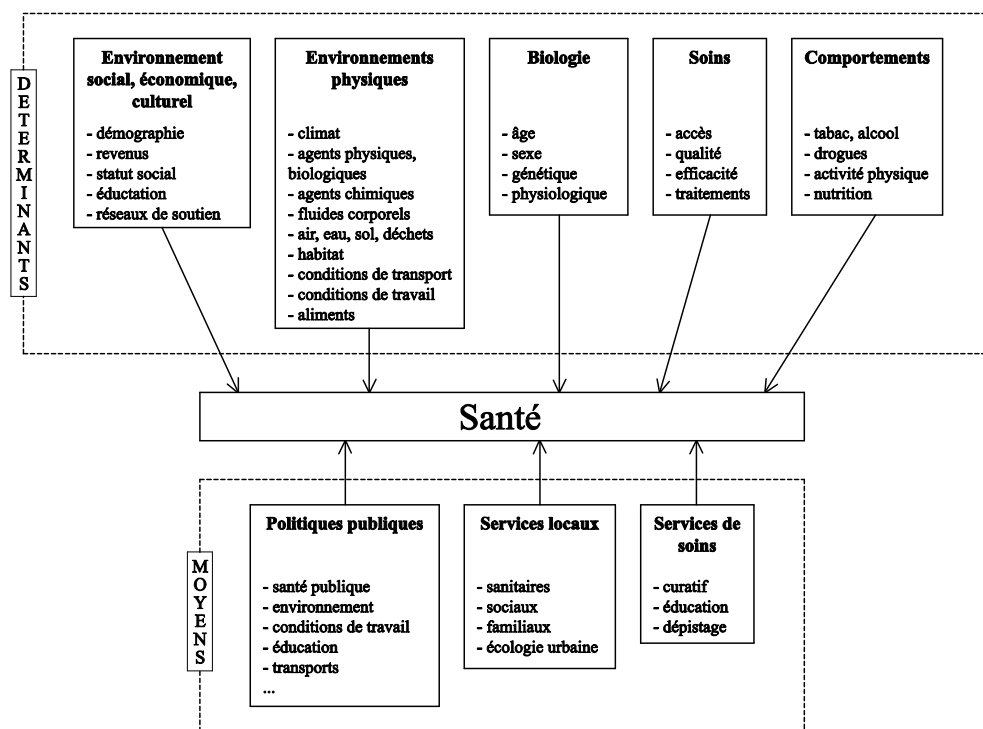 DETERMINANTS
Environnement
social, économique,
culturel
- démographie
- revenus
- statut social
- éductation
- réseaux de soutien
Environnements
physiques
- climat
- agents physiques,
biologiques
- agents chimiques
- fluides corporels
- air, eau, sol, déchets
- habitat
- conditions de transport
- conditions de travail
- aliments
Biologie
- âge
- sexe
- génétique
- physiologique
Soins
- accès
- qualité
- efficacité
- traitements
Comportements
- tabac, alcool
- drogues
- activité physique
- nutrition
Santé
MOYENS
Politiques publiques
- santé publique
- environnement
- conditions de travail
- éducation
- transports
...
Services locaux
- sanitaires
- sociaux
- familiaux
- écologie urbaine
Services de
soins
- curatif
- éducation
- dépistage